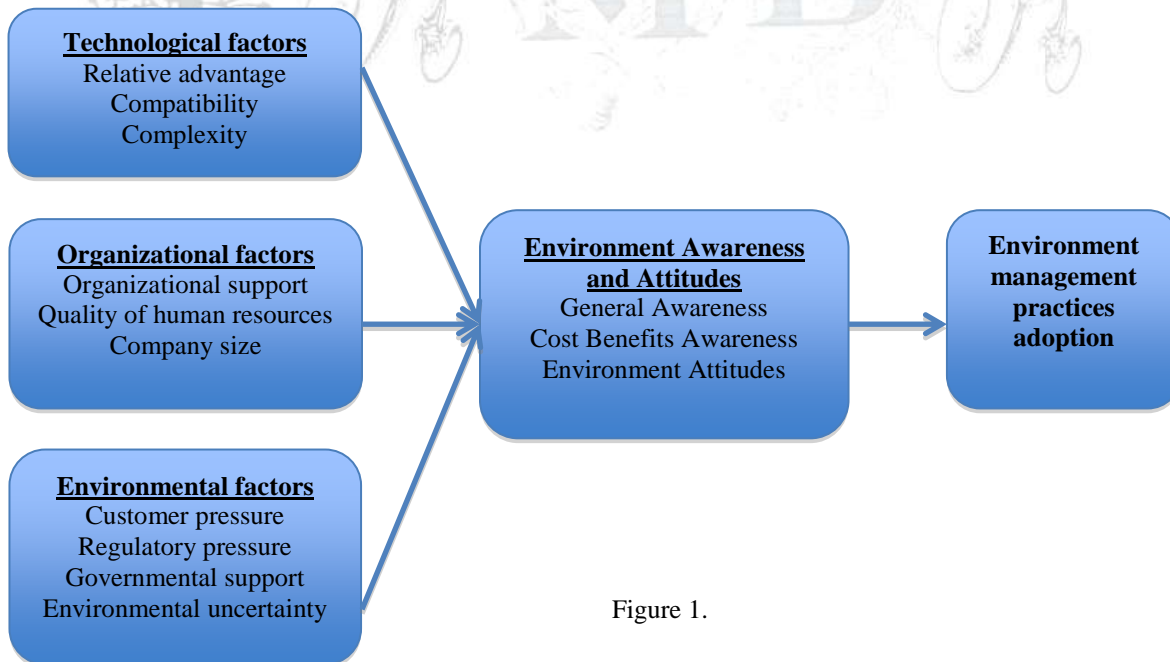 Technological factors
Relative advantage
Compatibility
Complexity
Organizational factors
Organizational support
Quality of human resources
Company size
Environmental factors
Customer pressure
Regulatory pressure
Governmental support
Environmental uncertainty
Environment Awareness
and Attitudes
General Awareness
Cost Benefits Awareness
Environment Attitudes
Environment
management
practices
adoption
Figure 1.